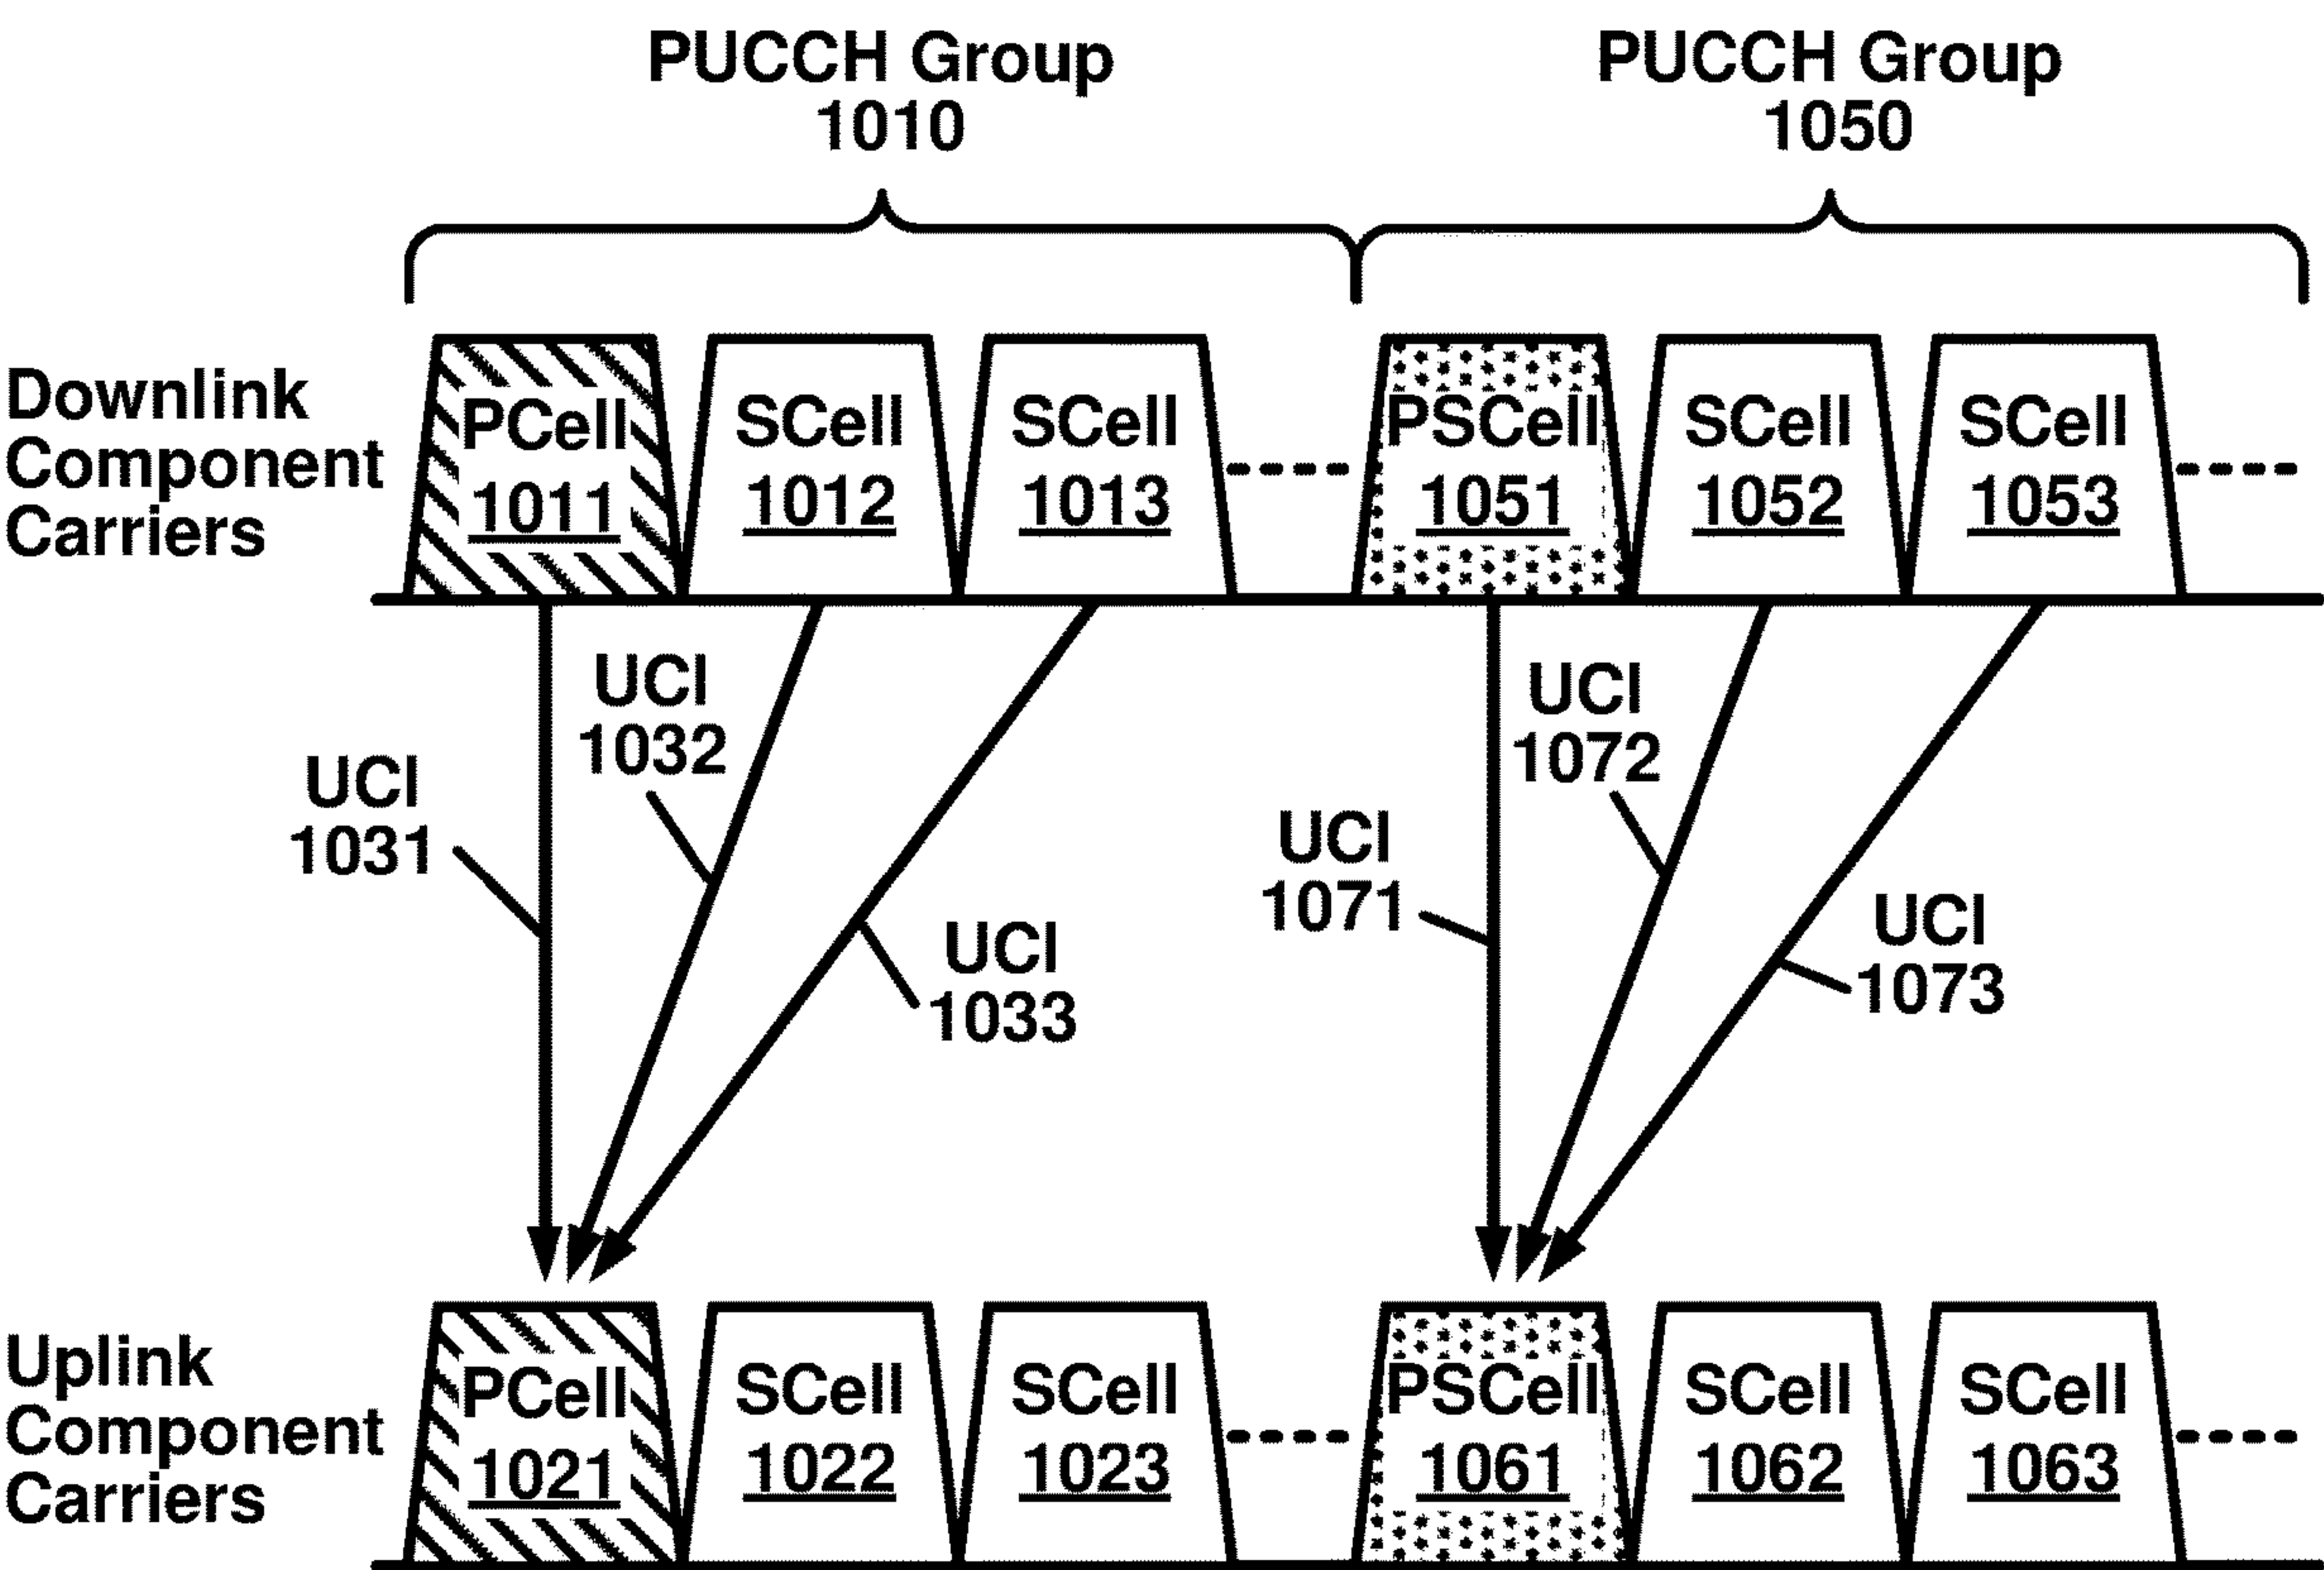 PUCCH Group
1010
PUCCH Group
1050
Downlink
Component
Carriers
PCell
1011
SCell
1012
SCell
1013
PSCell
1051
SCell
1052
SCell
1053
UCI
1031
UCI
1032
UCI
1033
UCI
1071
UCI
1072
UCI
1073
Uplink
Component
Carriers
PCell
1021
SCell
1022
SCell
1023
PSCell
1061
SCell
1062
SCell
1063